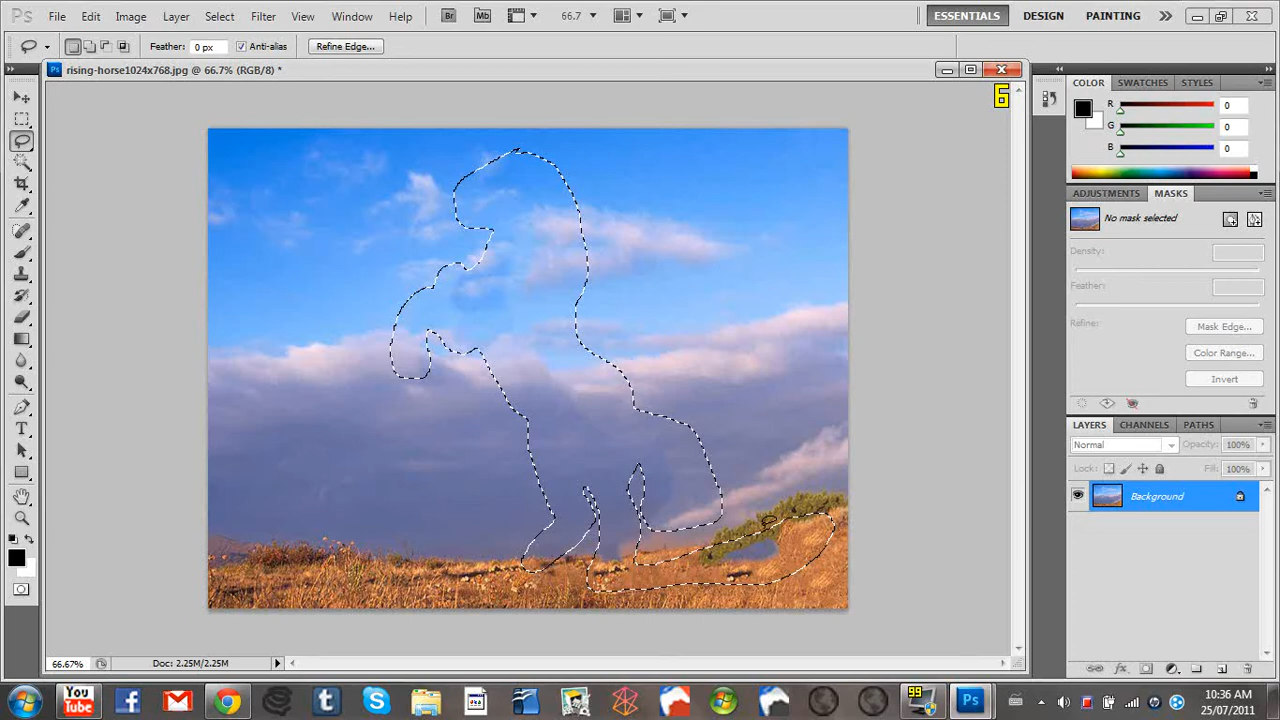 Ps File Edit Image Layer Select Filter View Window Help Br Mb 66.7 ESSENTIALS DESIGN PAINTING
Feather: 0 px Anti-alias Refine Edge...
Ps rising-horse1024x768.jpg @ 66.7% (RGB/8) *
6
COLOR SWATCHES STYLES
R 0
G 0
B 0
ADJUSTMENTS MASKS
No mask selected
Density:
Feather:
Refine: Mask Edge...
Color Range...
Invert
LAYERS CHANNELS PATHS
Normal Opacity: 100%
Lock: Fill: 100%
Background
T
66.67% Doc: 2.25M/2.25M
You Tube f t S 99 Ps
10:36 AM
25/07/2011